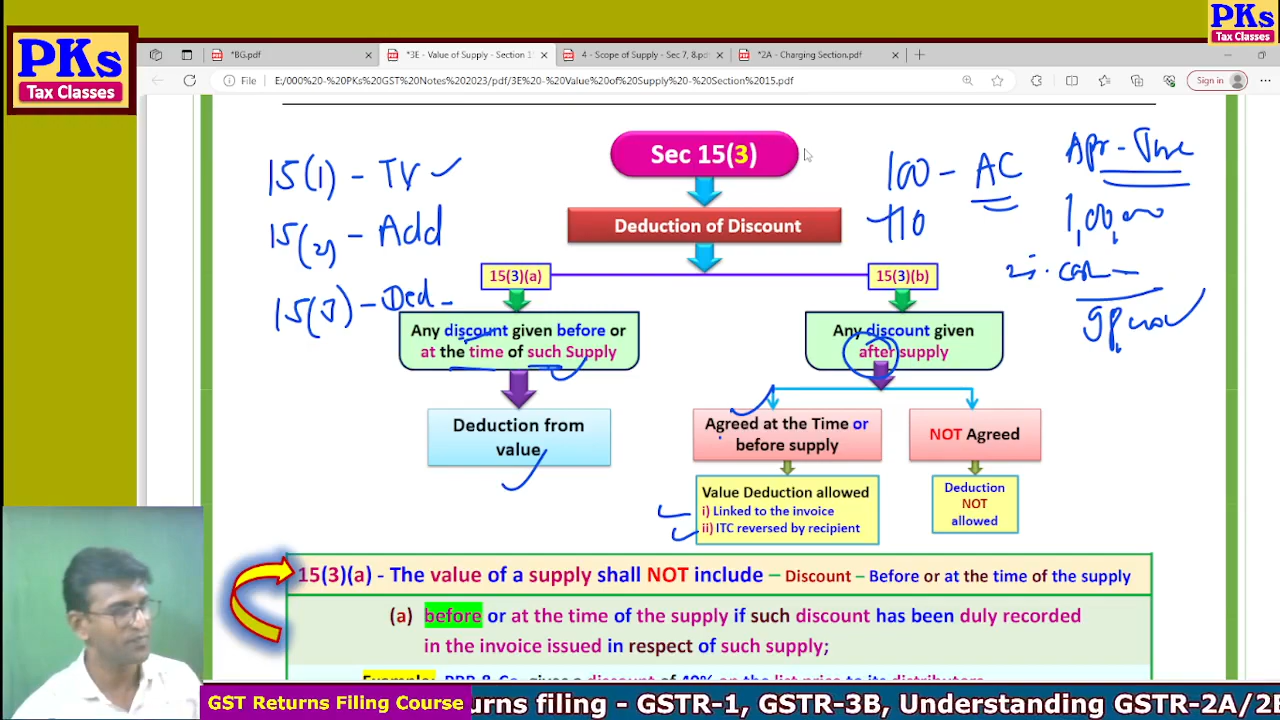 PKs
Tax Classes
PKs
Tax Classes
*BG.pdf
*3E - Value of Supply - Section 1
4 - Scope of Supply - Sec 7, 8.pd
*2A - Charging Section.pdf
File
E:/000%20-%20PKs%20GST%20Notes%202023/pdf/3E%20-%20Value%20of%20Supply%20-%20Section%2015.pdf
Sign in
Sec 15(3)
15(1) - TV
15(2) - Add
15(3) - Ded
100 - AC
110
Apr - June
1,00,000
Deduction of Discount
15(3)(a)
15(3)(b)
Any discount given before or
at the time of such Supply
Any discount given
after supply
Deduction from
value
Agreed at the Time or
before supply
NOT Agreed
Value Deduction allowed
i) Linked to the invoice
ii) ITC reversed by recipient
Deduction
NOT
allowed
15(3)(a) - The value of a supply shall NOT include – Discount – Before or at the time of the supply
(a) before or at the time of the supply if such discount has been duly recorded
in the invoice issued in respect of such supply;
GST Returns Filing Course
urns filing - GSTR-1, GSTR-3B, Understanding GSTR-2A/2B